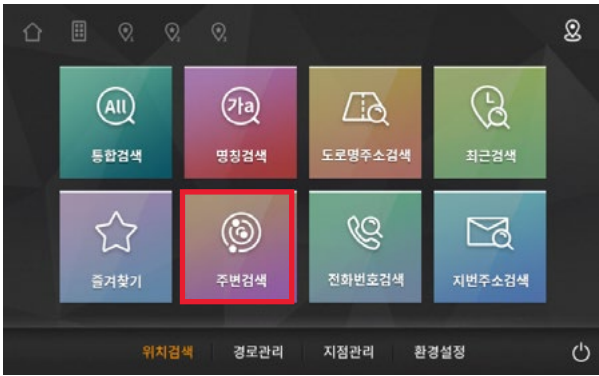 All
가a
통합검색
명칭검색
도로명주소검색
최근검색
즐겨찾기
주변검색
전화번호검색
지번주소검색
위치검색
경로관리
지점관리
환경설정